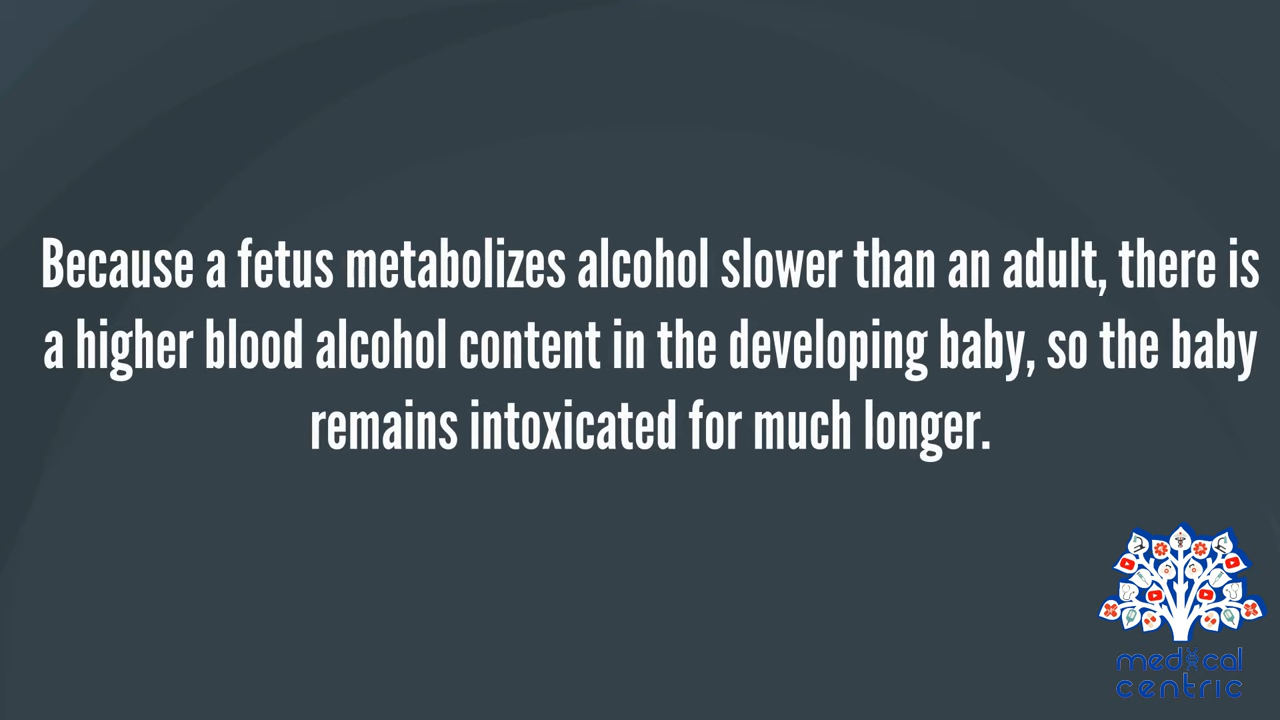 Because a fetus metabolizes alcohol slower than an adult, there is
a higher blood alcohol content in the developing baby, so the baby
remains intoxicated for much longer.
medical
centric